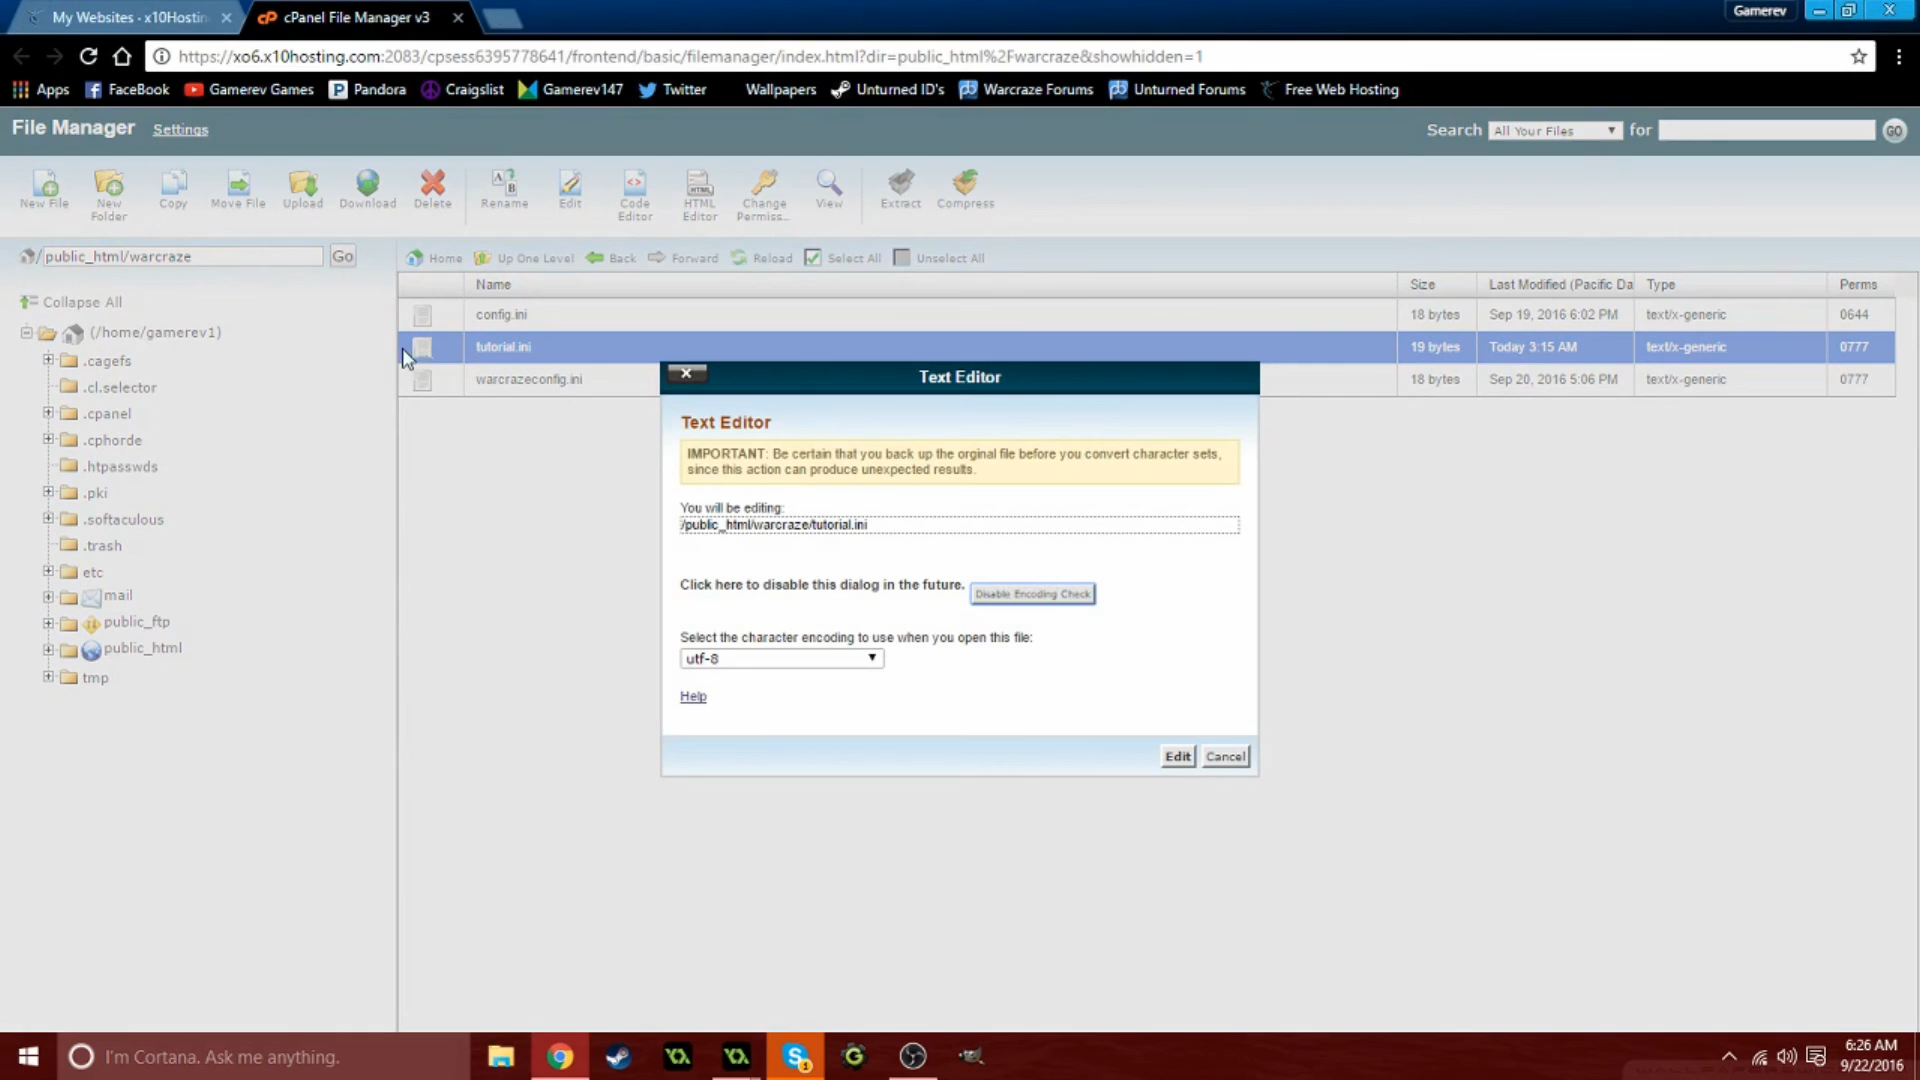 My Websites - x10Hostin
cPanel File Manager v3
Gamerev
https://xo6.x10hosting.com:2083/cpsess6395778641/frontend/basic/filemanager/index.html?dir=public_html%2Fwarcraze&showhidden=1
Apps FaceBook Gamerev Games Pandora Craigslist Gamerev147 Twitter Wallpapers Unturned ID's Warcraze Forums Unturned Forums Free Web Hosting
File Manager Settings
Search All Your Files for GO
New File
New Folder
Copy
Move File
Upload
Download
Delete
Rename
Edit
Code Editor
HTML Editor
Change Permiss...
View
Extract
Compress
/ public_html/warcraze Go
Home Up One Level Back Forward Reload Select All Unselect All
Collapse All
(/home/gamerev1)
.cagefs
.cl.selector
.cpanel
.cphorde
.htpasswds
.pki
.softaculous
.trash
etc
mail
public_ftp
public_html
tmp
Name Size Last Modified (Pacific Da Type Perms
config.ini 18 bytes Sep 19, 2016 6:02 PM text/x-generic 0644
tutorial.ini 19 bytes Today 3:15 AM text/x-generic 0777
warcrazeconfig.ini 18 bytes Sep 20, 2016 5:06 PM text/x-generic 0777
Text Editor
Text Editor
IMPORTANT: Be certain that you back up the orginal file before you convert character sets,
since this action can produce unexpected results.
You will be editing:
/public_html/warcraze/tutorial.ini
Click here to disable this dialog in the future. Disable Encoding Check
Select the character encoding to use when you open this file:
utf-8
Help
Edit Cancel
I'm Cortana. Ask me anything.
6:26 AM
9/22/2016